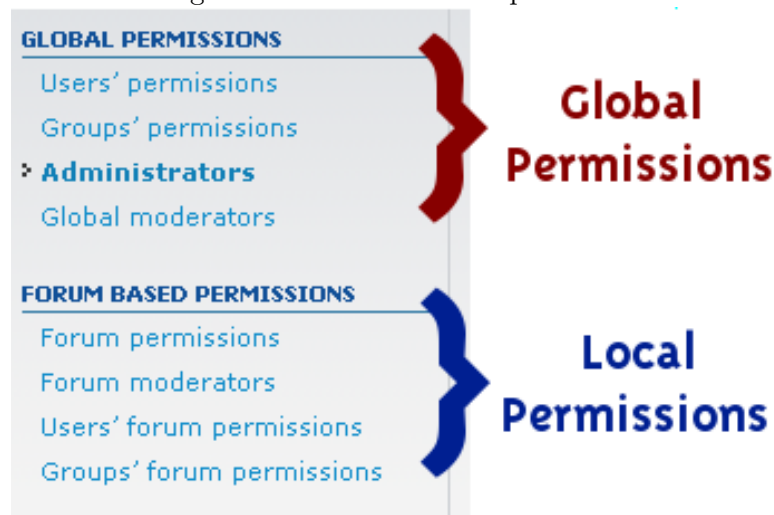 GLOBAL PERMISSIONS
Users' permissions
Groups' permissions
Administrators
Global moderators
Global
Permissions
FORUM BASED PERMISSIONS
Forum permissions
Forum moderators
Users' forum permissions
Groups' forum permissions
Local
Permissions